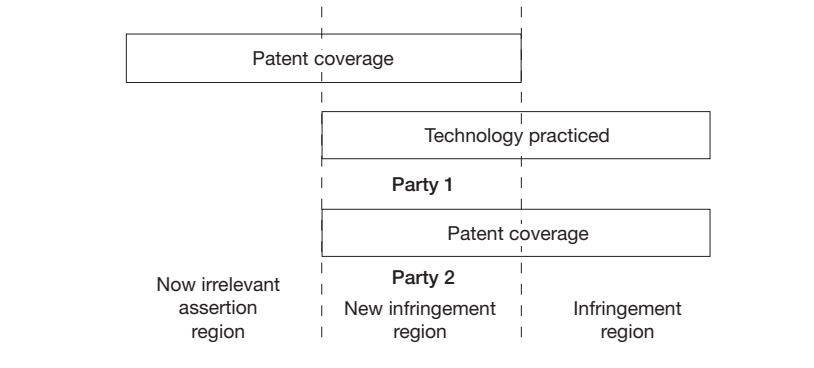 Patent coverage
Technology practiced
Party 1
Patent coverage
Party 2
Now irrelevant
assertion
region
New infringement
region
Infringement
region